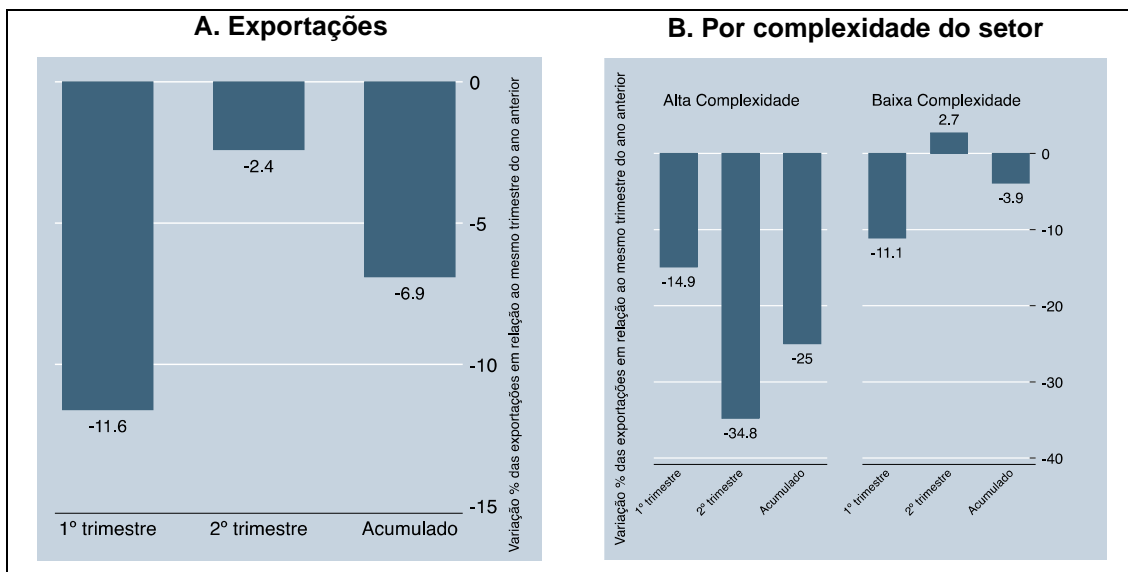 A. Exportações
0
-5
-10
-15
-11.6
-2.4
-6.9
1º trimestre
2º trimestre
Acumulado
Variação % das exportações em relação ao mesmo trimestre do ano anterior
B. Por complexidade do setor
Variação % das exportações em relação ao mesmo trimestre do ano anterior
Alta Complexidade
Baixa Complexidade
-14.9
-34.8
-25
-11.1
2.7
-3.9
0
-10
-20
-30
-40
1º trimestre
2º trimestre
Acumulado
1º trimestre
2º trimestre
Acumulado